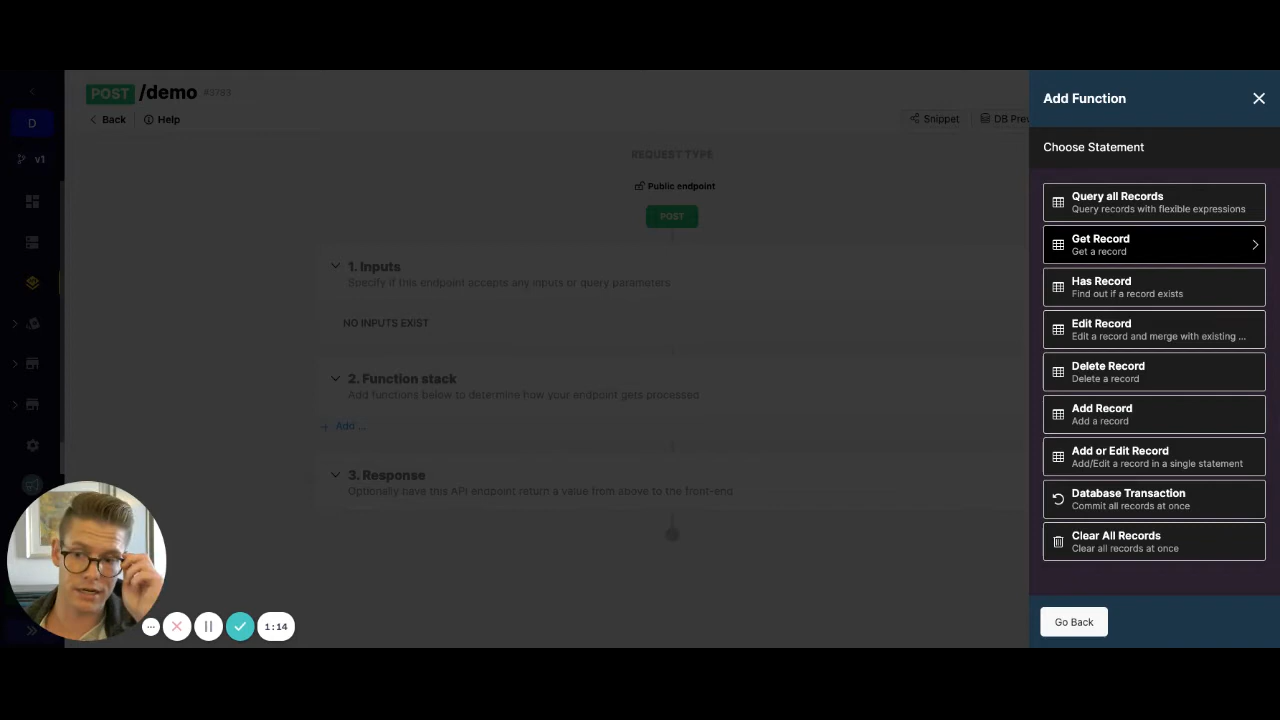 POST /demo #3783
Back
Help
Snippet
DB Prev
REQUEST TYPE
Public endpoint
POST
1. Inputs
Specify if this endpoint accepts any inputs or query parameters
NO INPUTS EXIST
2. Function stack
Add functions below to determine how your endpoint gets processed
Add ...
3. Response
Optionally have this API endpoint return a value from above to the front-end
D
v1
1:14
Add Function
Choose Statement
Query all Records
Query records with flexible expressions
Get Record
Get a record
Has Record
Find out if a record exists
Edit Record
Edit a record and merge with existing ...
Delete Record
Delete a record
Add Record
Add a record
Add or Edit Record
Add/Edit a record in a single statement
Database Transaction
Commit all records at once
Clear All Records
Clear all records at once
Go Back